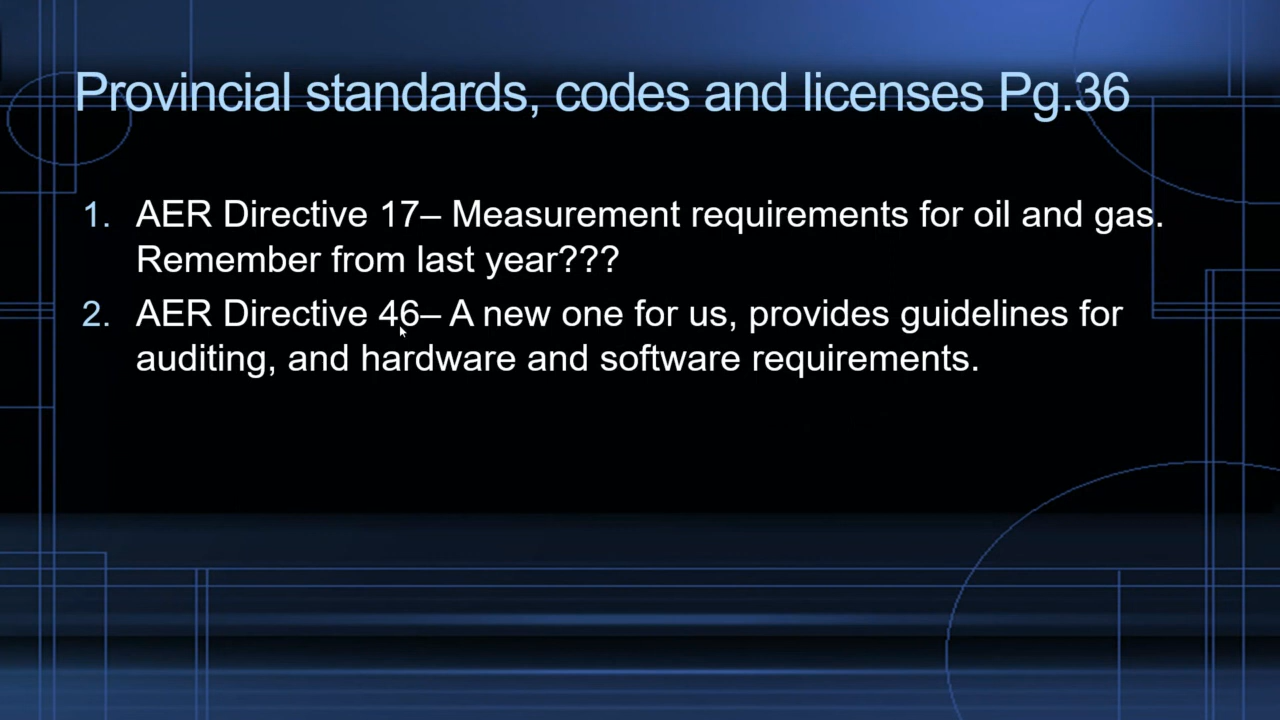 Provincial standards, codes and licenses Pg.36
1. AER Directive 17– Measurement requirements for oil and gas.
Remember from last year???
2. AER Directive 46– A new one for us, provides guidelines for
auditing, and hardware and software requirements.